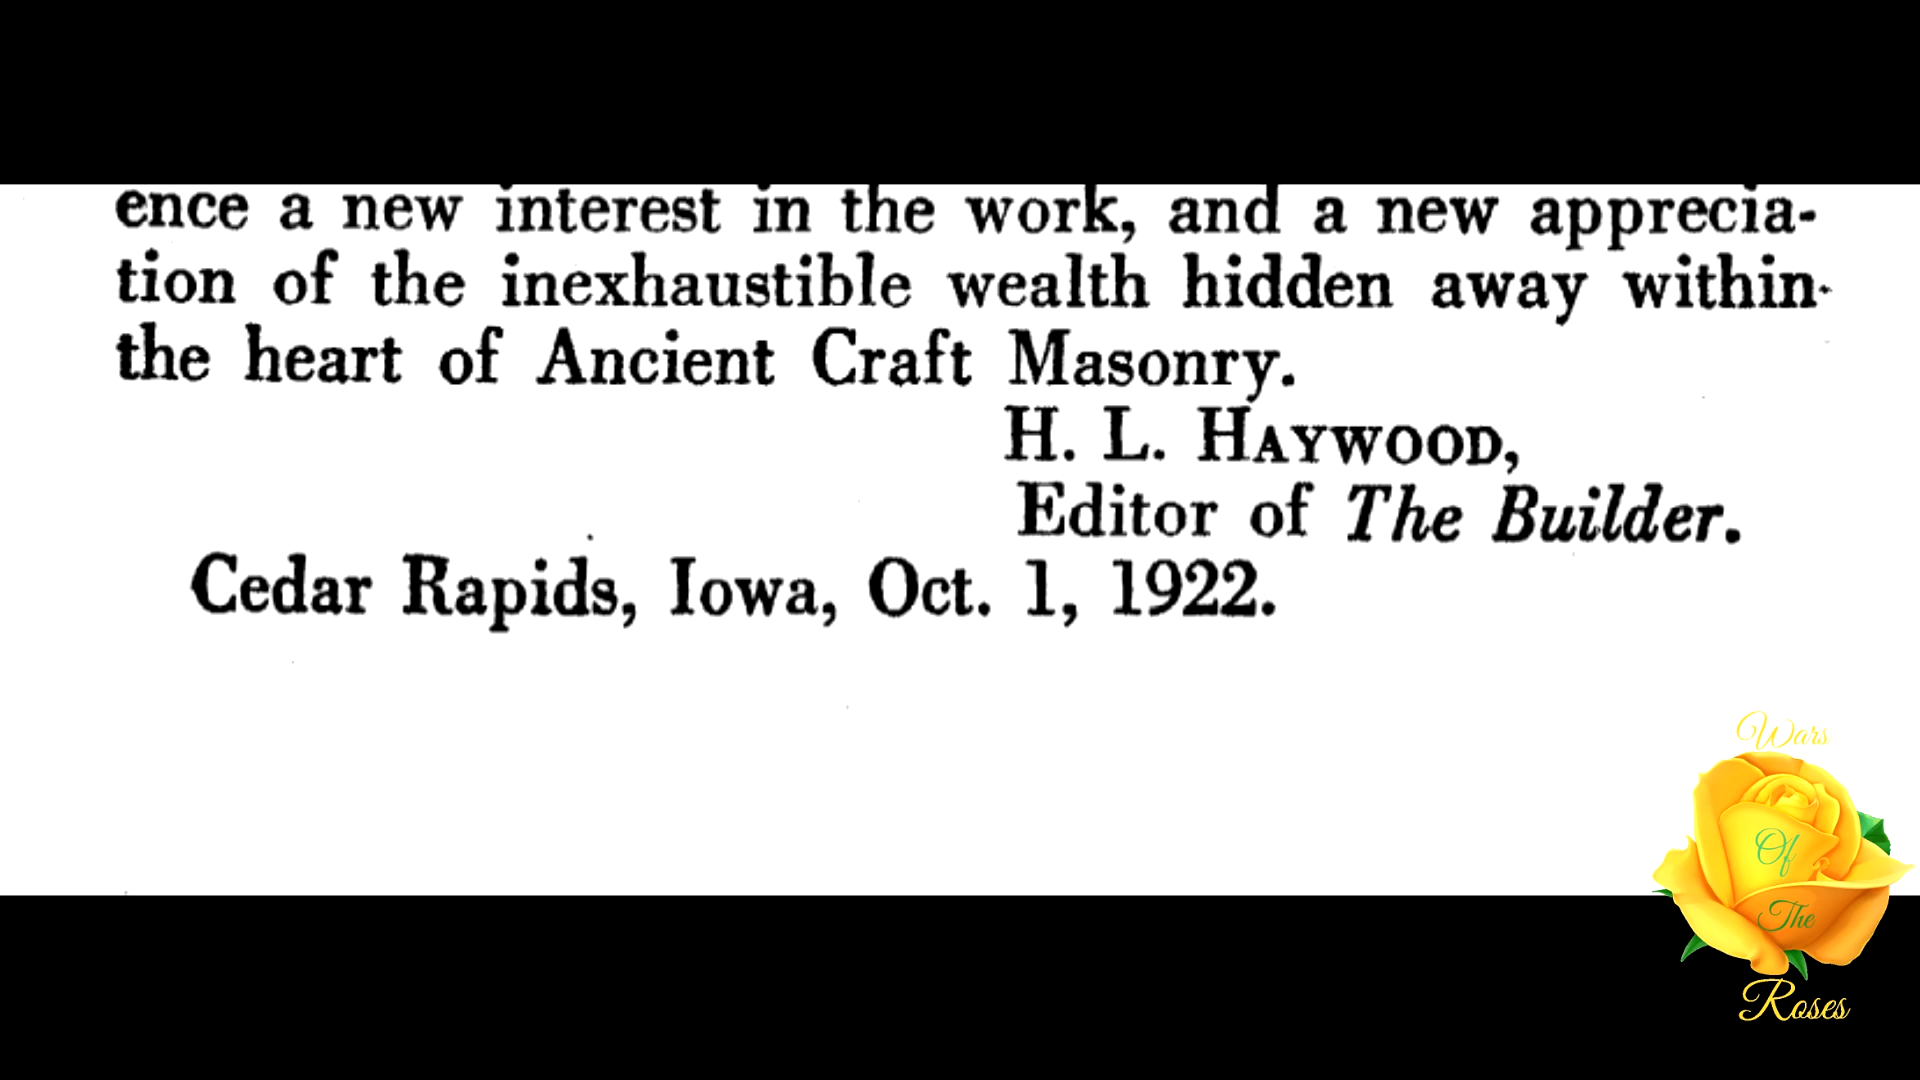 ence a new interest in the work, and a new apprecia-
tion of the inexhaustible wealth hidden away within
the heart of Ancient Craft Masonry.
H. L. HAYWOOD,
Editor of The Builder.
Cedar Rapids, Iowa, Oct. 1, 1922.
Wars
Of
The
Roses